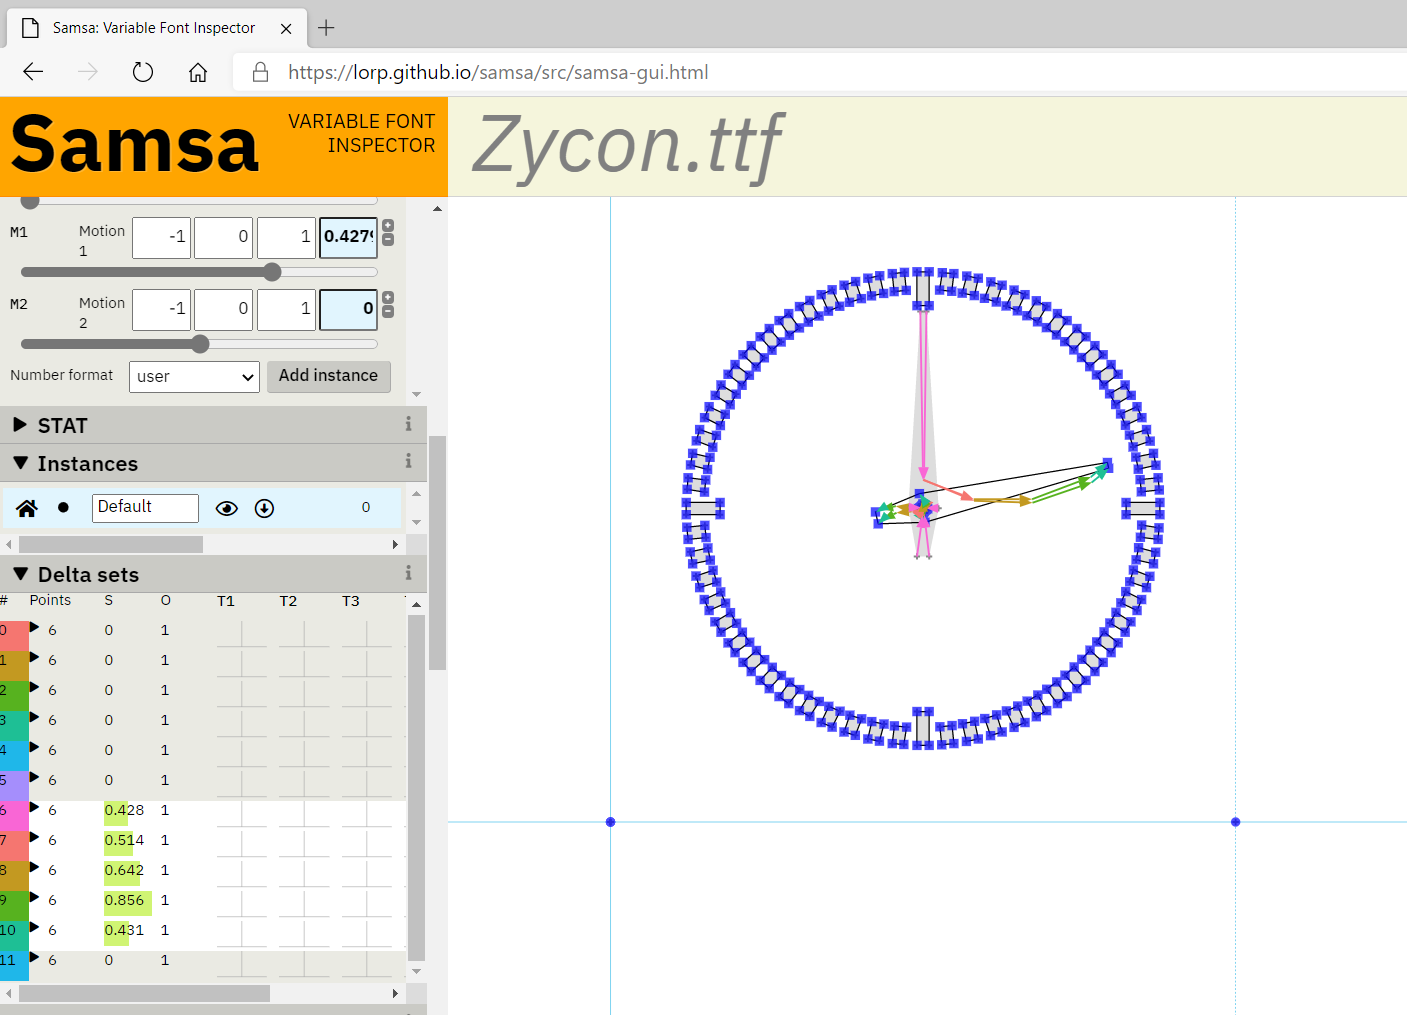 Samsa: Variable Font Inspector
https://lorp.github.io/samsa/src/samsa-gui.html
Samsa
VARIABLE FONT
INSPECTOR
Zycon.ttf
M1 Motion 1 -1 0 1
M2 Motion 2 -1 0 1 0
Number format user Add instance
STAT i
Instances i
Default 0
Delta sets i
# Points S O T1 T2 T3
0 6 0 1
1 6 0 1
2 6 0 1
3 6 0 1
4 6 0 1
5 6 0 1
6 6 0.428 1
7 6 0.514 1
8 6 0.642 1
9 6 0.856 1
10 6 0.431 1
11 6 0 1